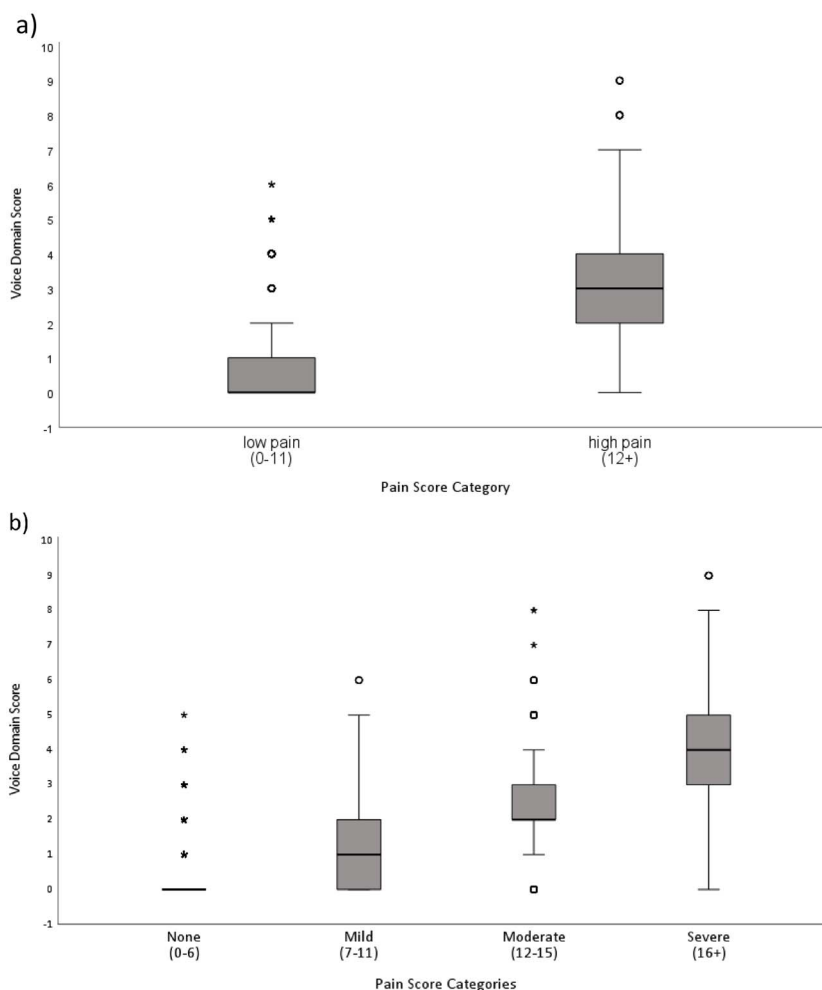 a)
10
9
8
7
6
5
4
3
2
1
0
-1
Voice Domain Score
low pain
(0-11)
high pain
(12+)
Pain Score Category
b)
10
9
8
7
6
5
4
3
2
1
0
-1
Voice Domain Score
None
(0-6)
Mild
(7-11)
Moderate
(12-15)
Severe
(16+)
Pain Score Categories